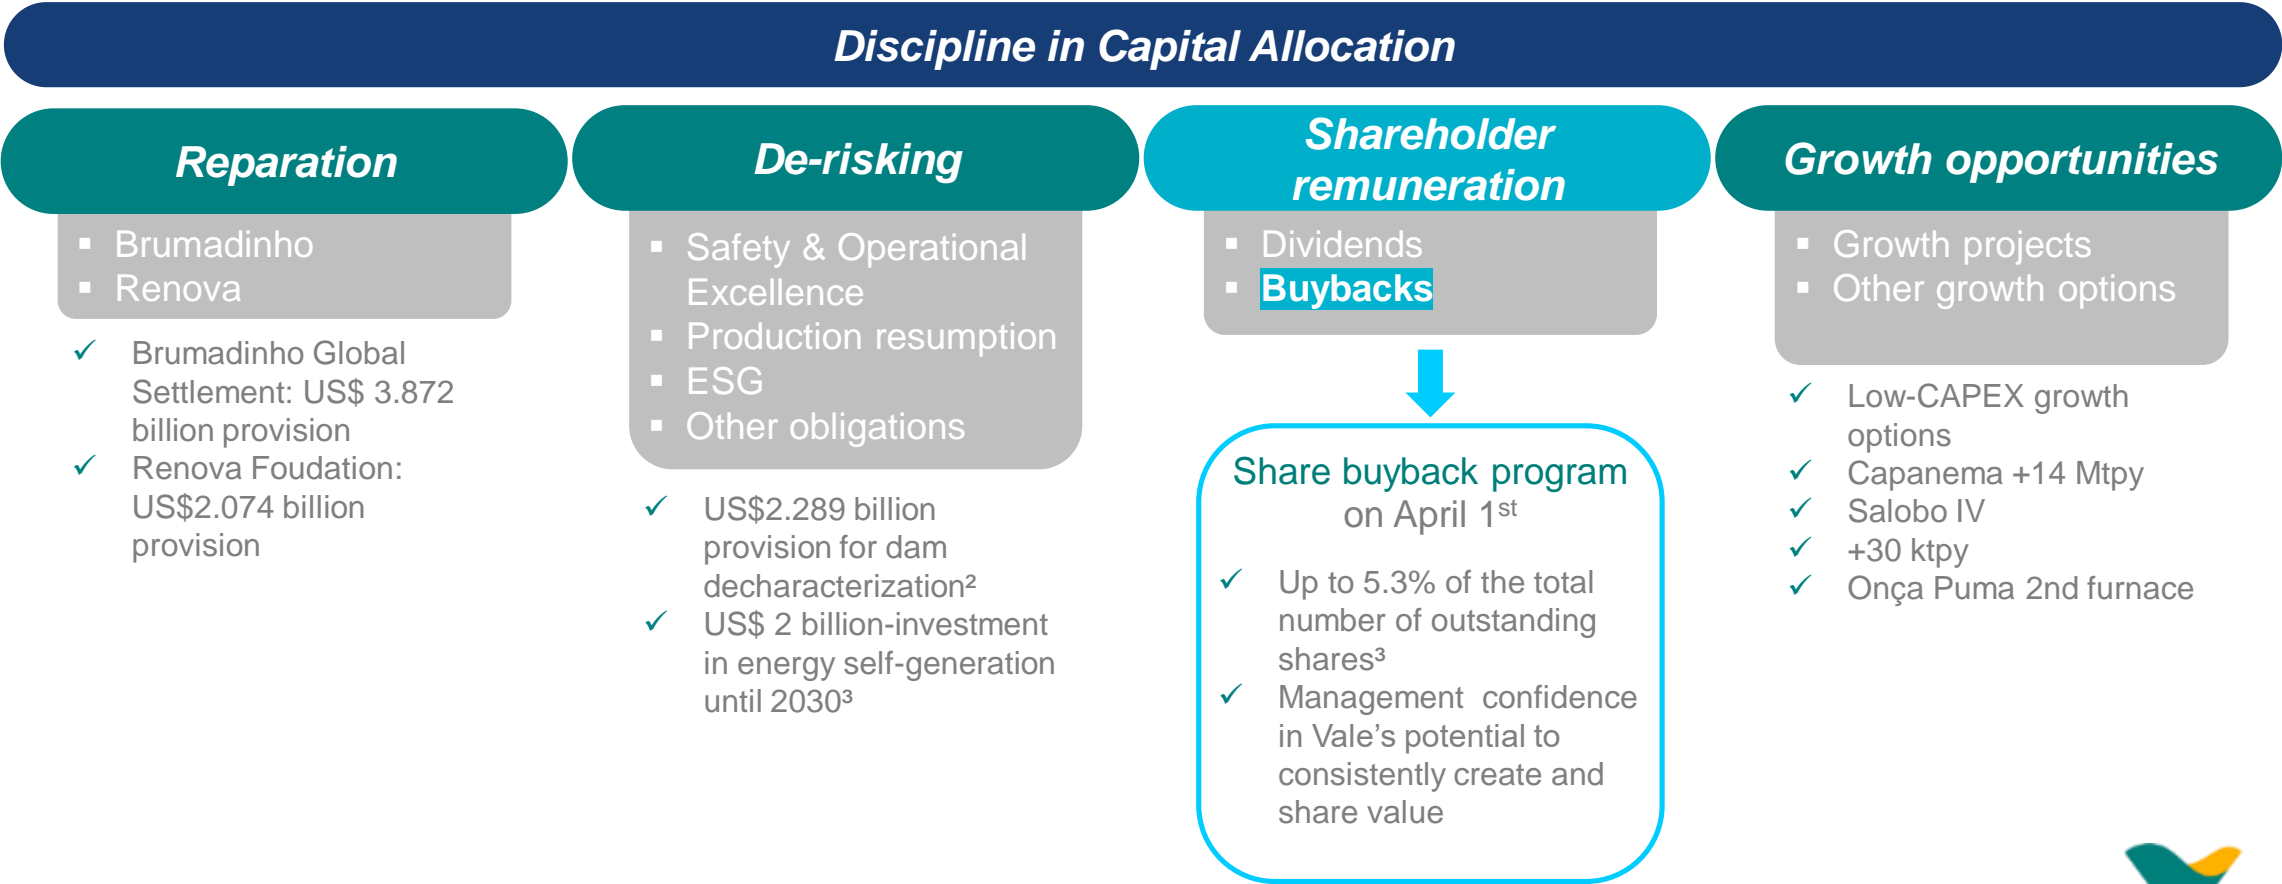 Discipline in Capital Allocation
Reparation
▪ Brumadinho
▪ Renova
✓ Brumadinho Global
Settlement: US$ 3.872
billion provision
✓ Renova Foudation:
US$2.074 billion
provision
De-risking
▪ Safety & Operational
Excellence
▪ Production resumption
▪ ESG
▪ Other obligations
✓ US$2.289 billion
provision for dam
decharacterization²
✓ US$ 2 billion-investment
in energy self-generation
until 2030³
Shareholder
remuneration
▪ Dividends
▪ Buybacks
Share buyback program
on April 1st
✓ Up to 5.3% of the total
number of outstanding
shares³
✓ Management confidence
in Vale’s potential to
consistently create and
share value
Growth opportunities
▪ Growth projects
▪ Other growth options
✓ Low-CAPEX growth
options
✓ Capanema +14 Mtpy
✓ Salobo IV
✓ +30 ktpy
✓ Onça Puma 2nd furnace